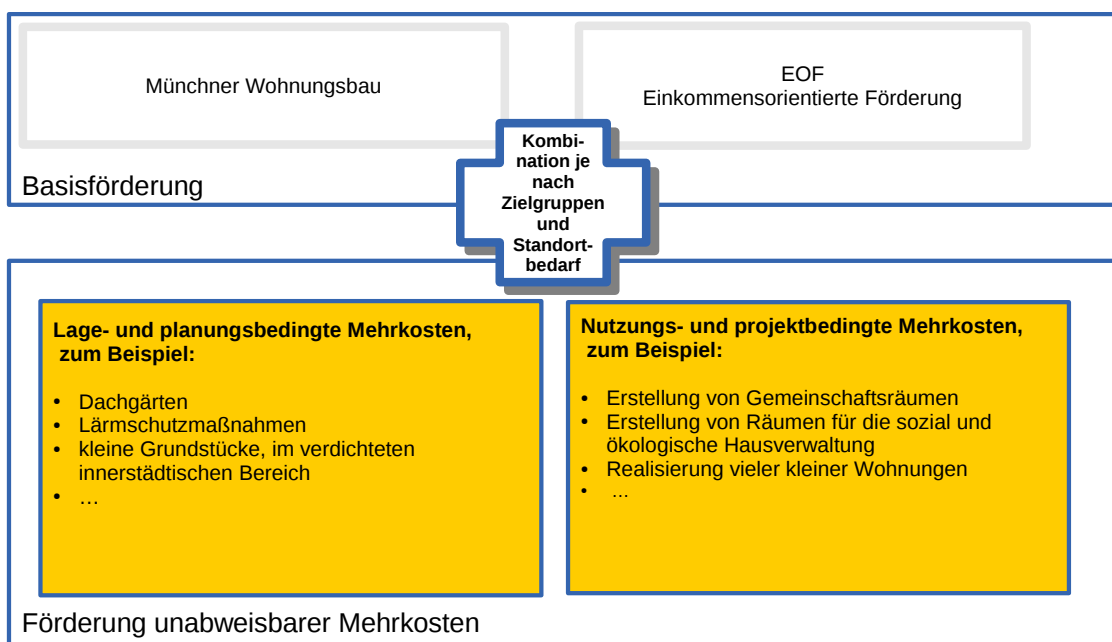 Münchner Wohnungsbau
EOF
Einkommensorientierte Förderung
Basisförderung
Kombi-
nation je
nach
Zielgruppen
und
Standort-
bedarf
Lage- und planungsbedingte Mehrkosten,
zum Beispiel:
• Dachgärten
• Lärmschutzmaßnahmen
• kleine Grundstücke, im verdichteten
innerstädtischen Bereich
• …
Nutzungs- und projektbedingte Mehrkosten,
zum Beispiel:
• Erstellung von Gemeinschaftsräumen
• Erstellung von Räumen für die sozial und
ökologische Hausverwaltung
• Realisierung vieler kleiner Wohnungen
• ...
Förderung unabweisbarer Mehrkosten